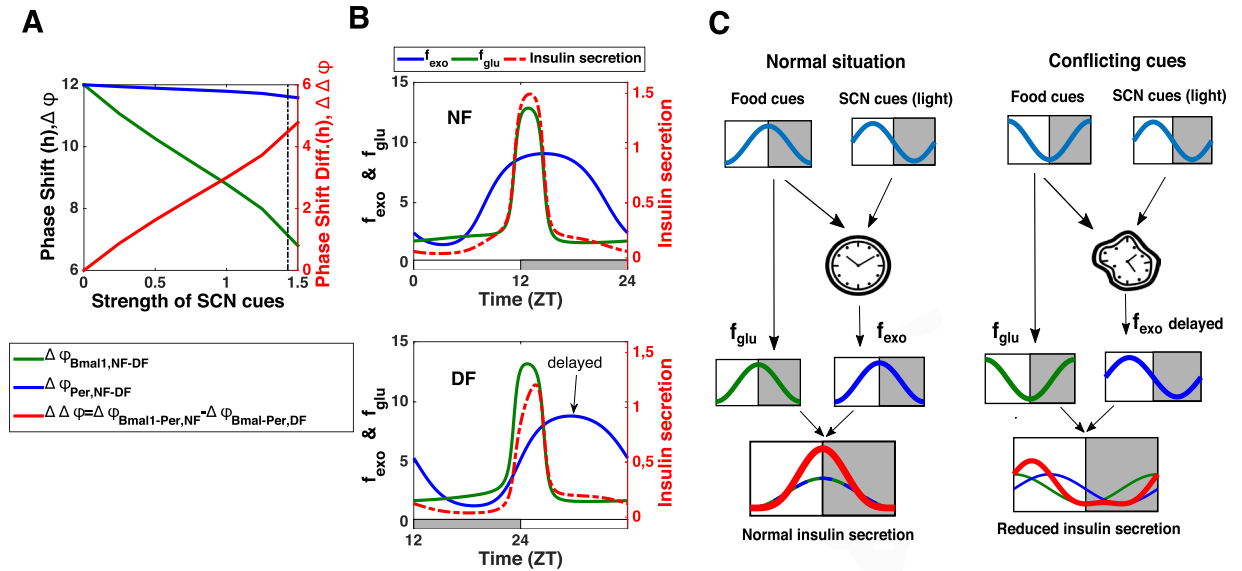 A
12
10
8
6
Phase Shift (h),Δ φ
0
0.5
1
1.5
Strength of SCN cues
6
4
2
0
Phase Shift Diff.(h), Δ Δ φ
Δ φBmal1,NF-DF
Δ φPer,NF-DF
Δ Δ φ=Δ φBmal1-Per,NF-Δ φBmal-Per,DF
B
fexo fglu Insulin secretion
NF
15
10
5
0
fexo & fglu
1.5
1
0.5
0
Insulin secretion
0
12
24
Time (ZT)
DF
delayed
15
10
5
0
fexo & fglu
1,5
1
0,5
0
Insulin secretion
12
24
Time (ZT)
C
Normal situation
Food cues
SCN cues (light)
fglu
fexo
Normal insulin secretion
Conflicting cues
Food cues
SCN cues (light)
fglu
fexo delayed
Reduced insulin secretion